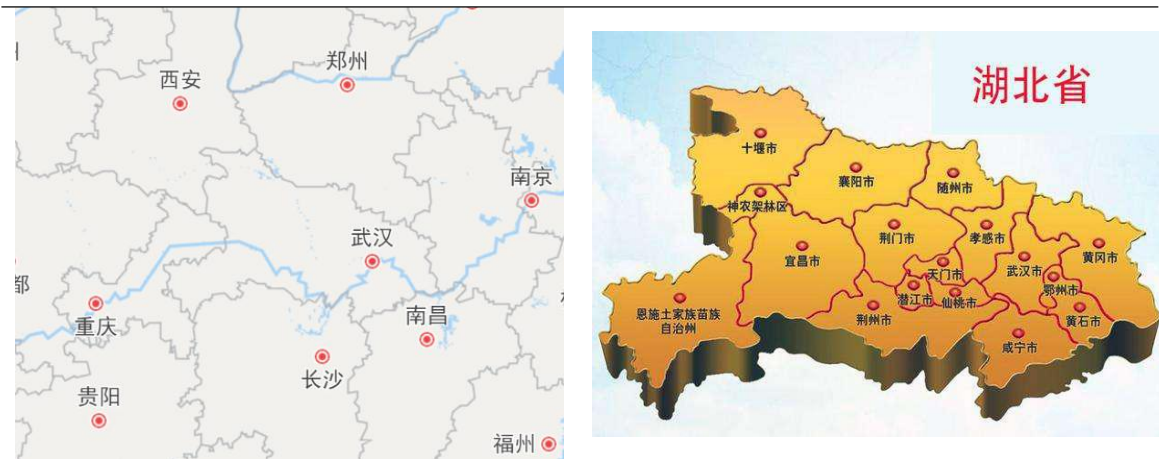 郑州
西安
南京
武汉
都
重庆
南昌
长沙
贵阳
福州
湖北省
十堰市
襄阳市
随州市
神农架林区
荆门市
孝感市
宜昌市
武汉市
黄冈市
天门市
鄂州市
潜江市
仙桃市
恩施土家族苗族
自治州
荆州市
黄石市
咸宁市